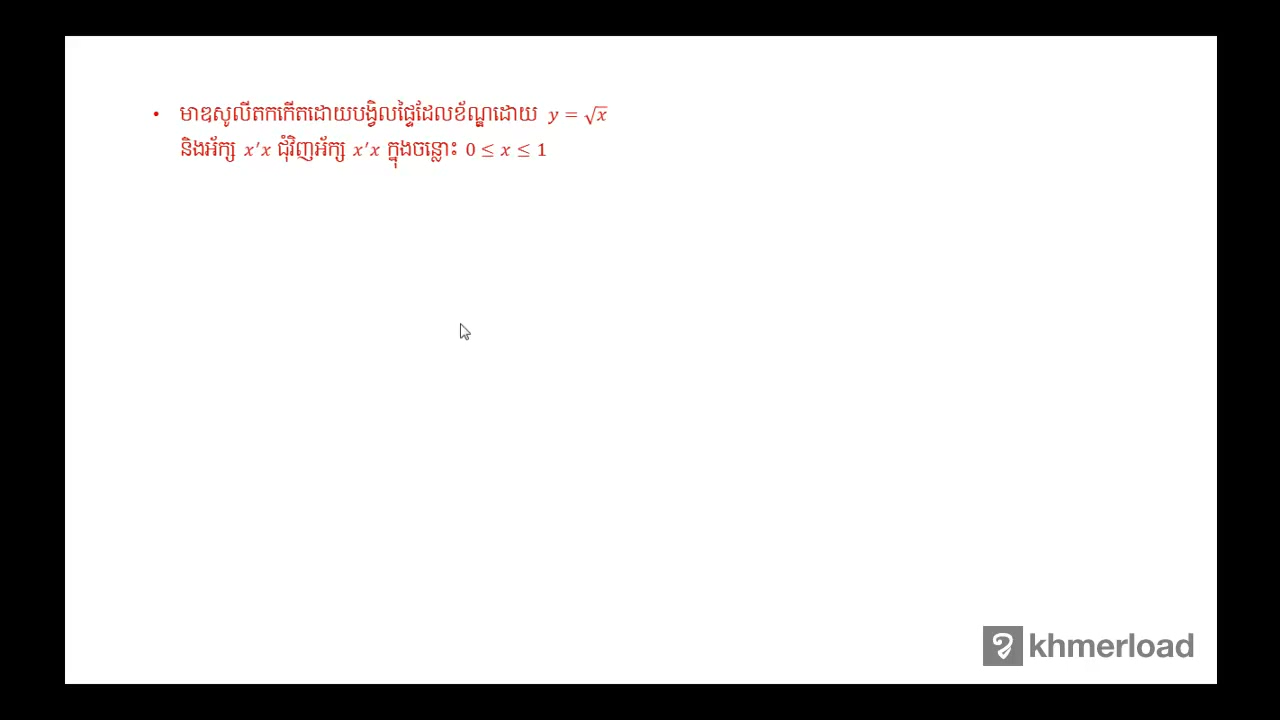 • មាឌសូលីតកកើតដោយបង្វិលផ្ទៃដែលខ័ណ្ឌដោយ y = √x
និងអ័ក្ស x′x ជុំវិញអ័ក្ស x′x ក្នុងចន្លោះ 0 ≤ x ≤ 1
khmerload